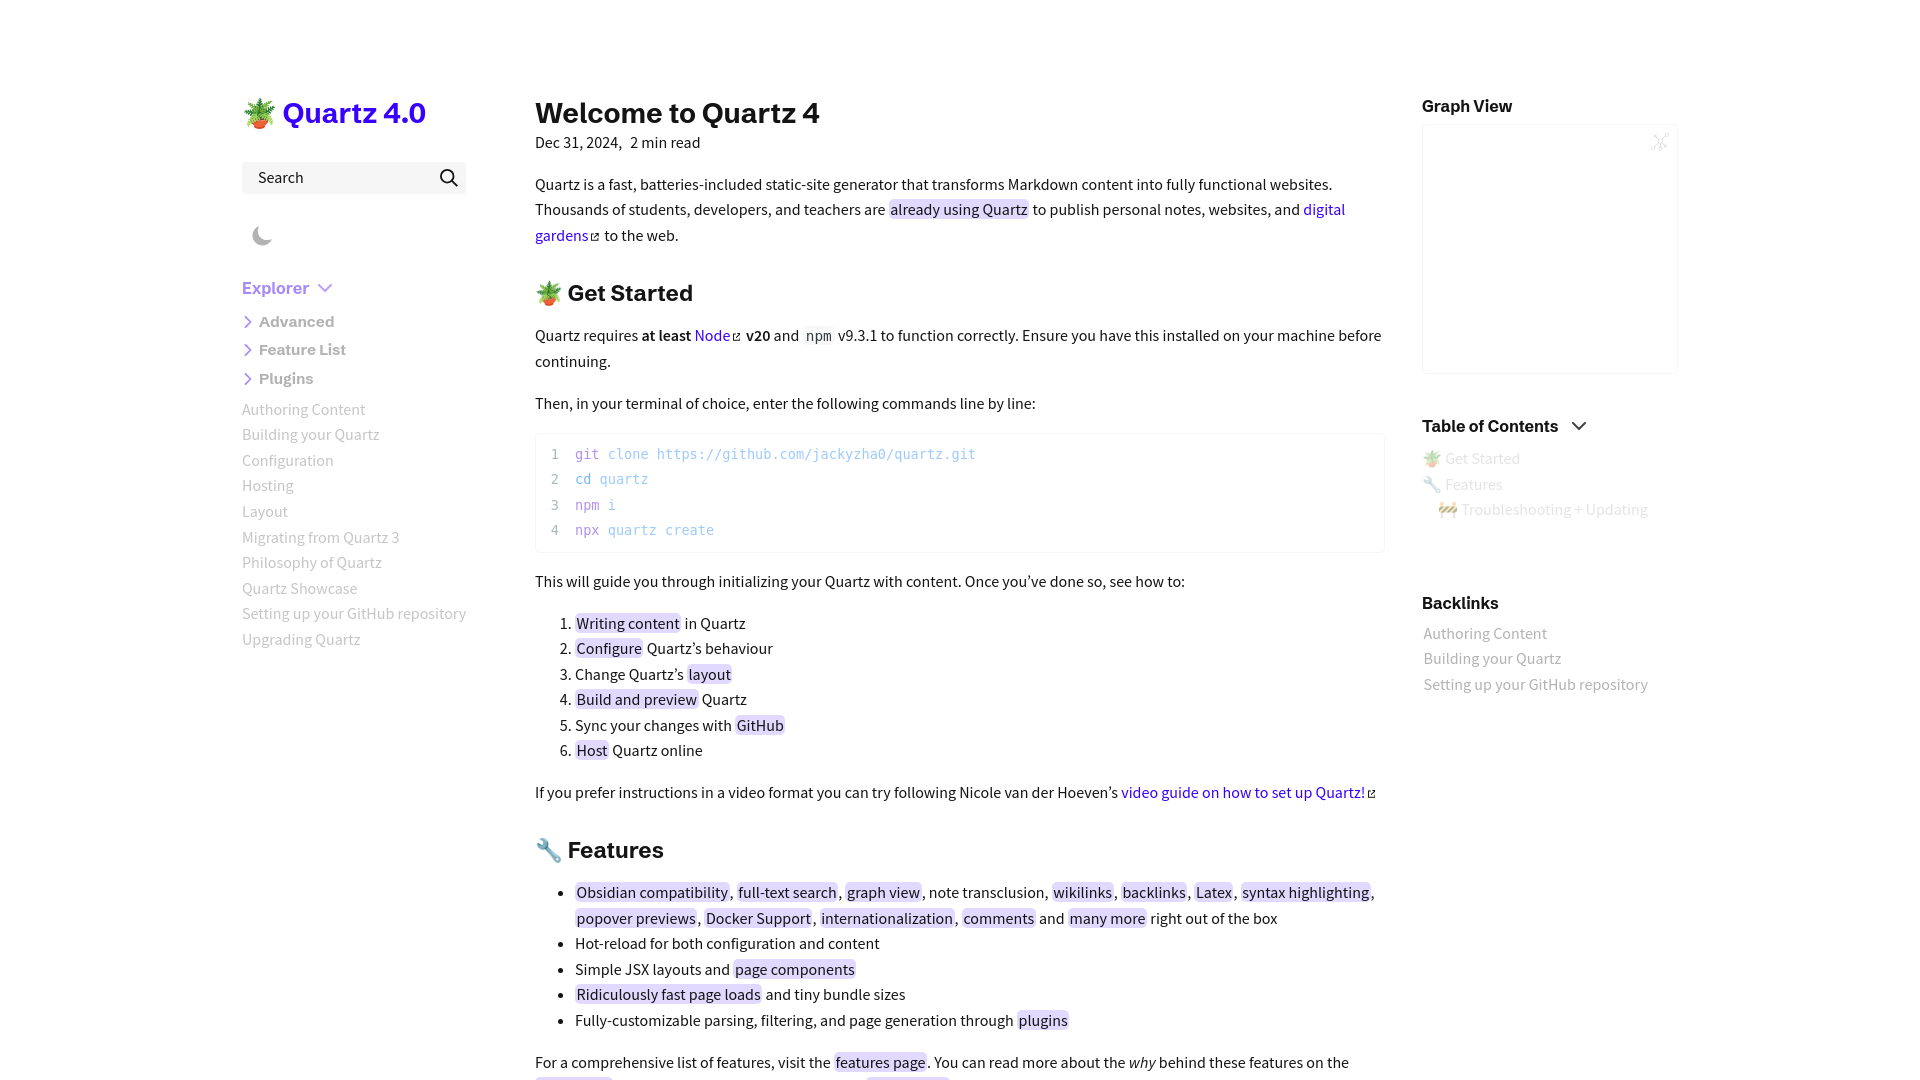 🪴 Quartz 4.0
Search
Explorer
Advanced
Feature List
Plugins
Authoring Content
Building your Quartz
Configuration
Hosting
Layout
Migrating from Quartz 3
Philosophy of Quartz
Quartz Showcase
Setting up your GitHub repository
Upgrading Quartz
Welcome to Quartz 4
Dec 31, 2024, 2 min read
Quartz is a fast, batteries-included static-site generator that transforms Markdown content into fully functional websites.
Thousands of students, developers, and teachers are already using Quartz to publish personal notes, websites, and digital
gardens to the web.
🪴 Get Started
Quartz requires at least Node v20 and npm v9.3.1 to function correctly. Ensure you have this installed on your machine before
continuing.
Then, in your terminal of choice, enter the following commands line by line:
1 git clone https://github.com/jackyzha0/quartz.git
2 cd quartz
3 npm i
4 npx quartz create
This will guide you through initializing your Quartz with content. Once you’ve done so, see how to:
1. Writing content in Quartz
2. Configure Quartz’s behaviour
3. Change Quartz’s layout
4. Build and preview Quartz
5. Sync your changes with GitHub
6. Host Quartz online
If you prefer instructions in a video format you can try following Nicole van der Hoeven’s video guide on how to set up Quartz!
🔧 Features
• Obsidian compatibility, full-text search, graph view, note transclusion, wikilinks, backlinks, Latex, syntax highlighting,
popover previews, Docker Support, internationalization, comments and many more right out of the box
• Hot-reload for both configuration and content
• Simple JSX layouts and page components
• Ridiculously fast page loads and tiny bundle sizes
• Fully-customizable parsing, filtering, and page generation through plugins
For a comprehensive list of features, visit the features page. You can read more about the why behind these features on the
Graph View
Table of Contents
🪴 Get Started
🔧 Features
🚧 Troubleshooting + Updating
Backlinks
Authoring Content
Building your Quartz
Setting up your GitHub repository